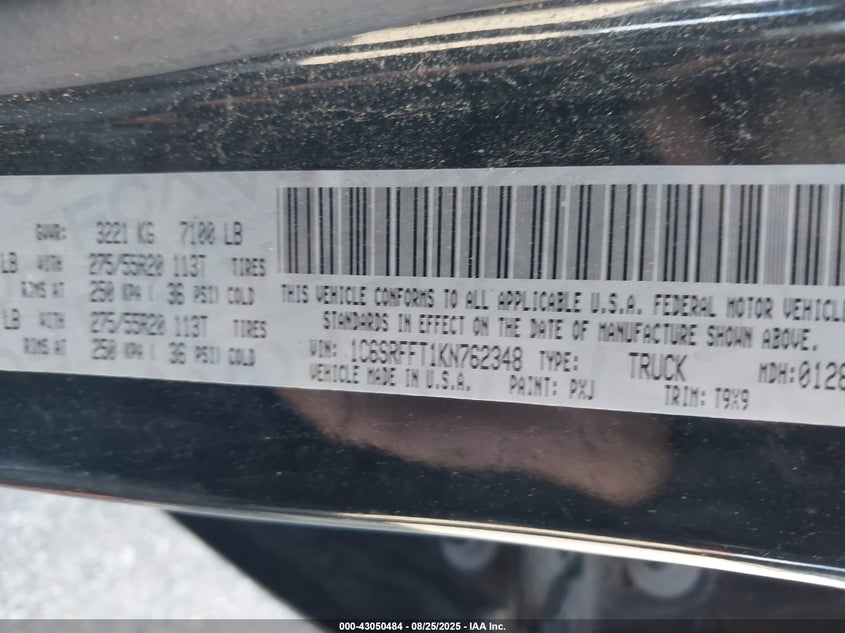 GVWR: 3221 KG 7100 LB
LB WITH 275/55R20 113T TIRES
RIMS AT 250 KPA ( 36 PSI) COLD
LB WITH 275/55R20 113T TIRES
RIMS AT 250 KPA ( 36 PSI) COLD
THIS VEHICLE CONFORMS TO ALL APPLICABLE U.S.A. FEDERAL MOTOR VEHICLE
STANDARDS IN EFFECT ON THE DATE OF MANUFACTURE SHOWN ABOVE.
VIN: 1C6SRFFT1KN762348 TYPE: TRUCK MDH:0128
VEHICLE MADE IN U.S.A. PAINT: PXJ TRIM: T9X9
000-43050484 - 08/25/2025 - IAA Inc.